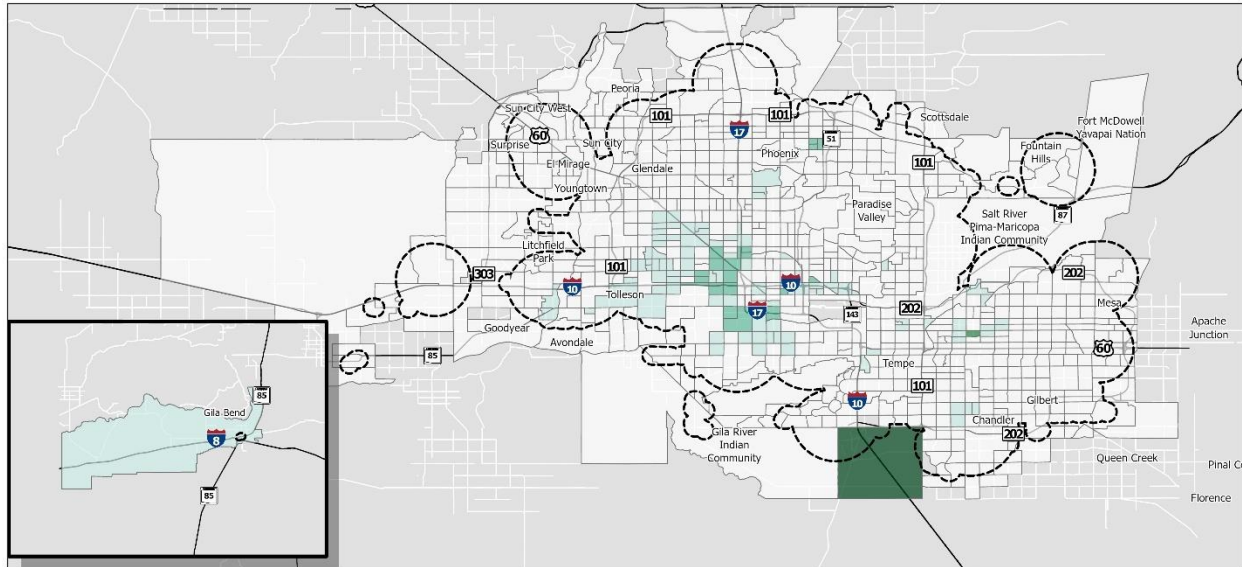 Peoria
Sun City West
101
101
Scottsdale
Fort McDowell
Yavapai Nation
60
17
51
Surprise
Sun City
Phoenix
101
Fountain
Hills
El Mirage
Glendale
Youngtown
Paradise
Valley
87
Salt River
Pima-Maricopa
Indian Community
Litchfield
Park
303
101
10
10
202
Tolleson
Mesa
Goodyear
17
143
202
Apache
Junction
Avondale
85
60
Tempe
101
10
Gilbert
Chandler
202
Gila River
Indian
Community
Queen Creek
Pinal Co
Florence
85
Gila Bend
8
85